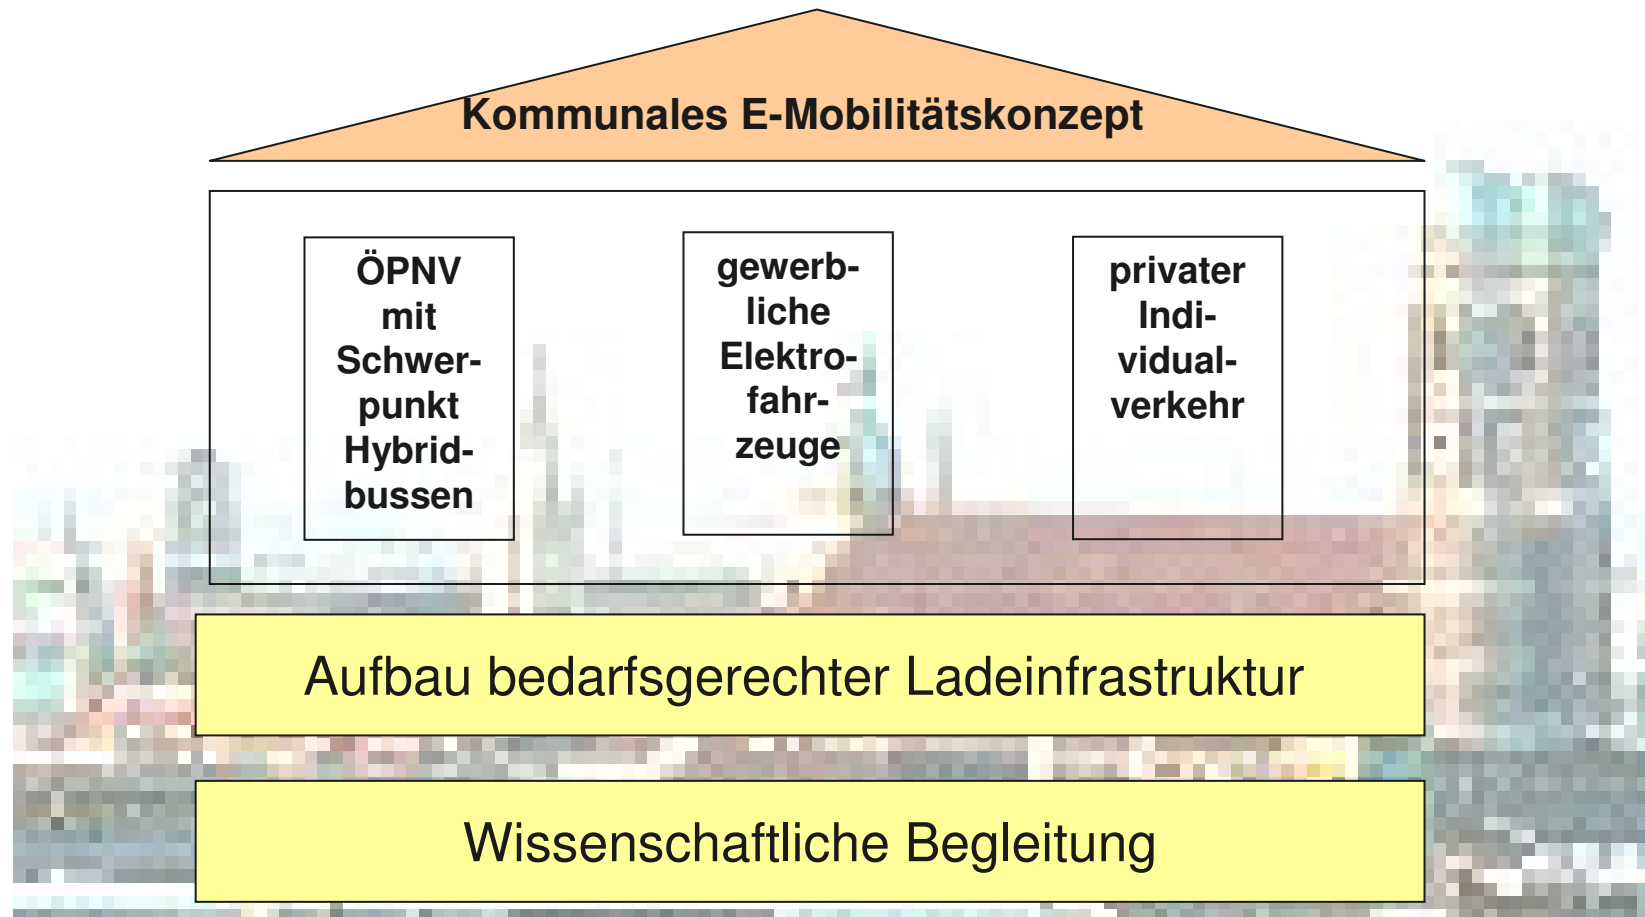 Kommunales E-Mobilitätskonzept
ÖPNV
mit
Schwer-
punkt
Hybrid-
bussen
gewerb-
liche
Elektro-
fahr-
zeuge
privater
Indi-
vidual-
verkehr
Aufbau bedarfsgerechter Ladeinfrastruktur
Wissenschaftliche Begleitung